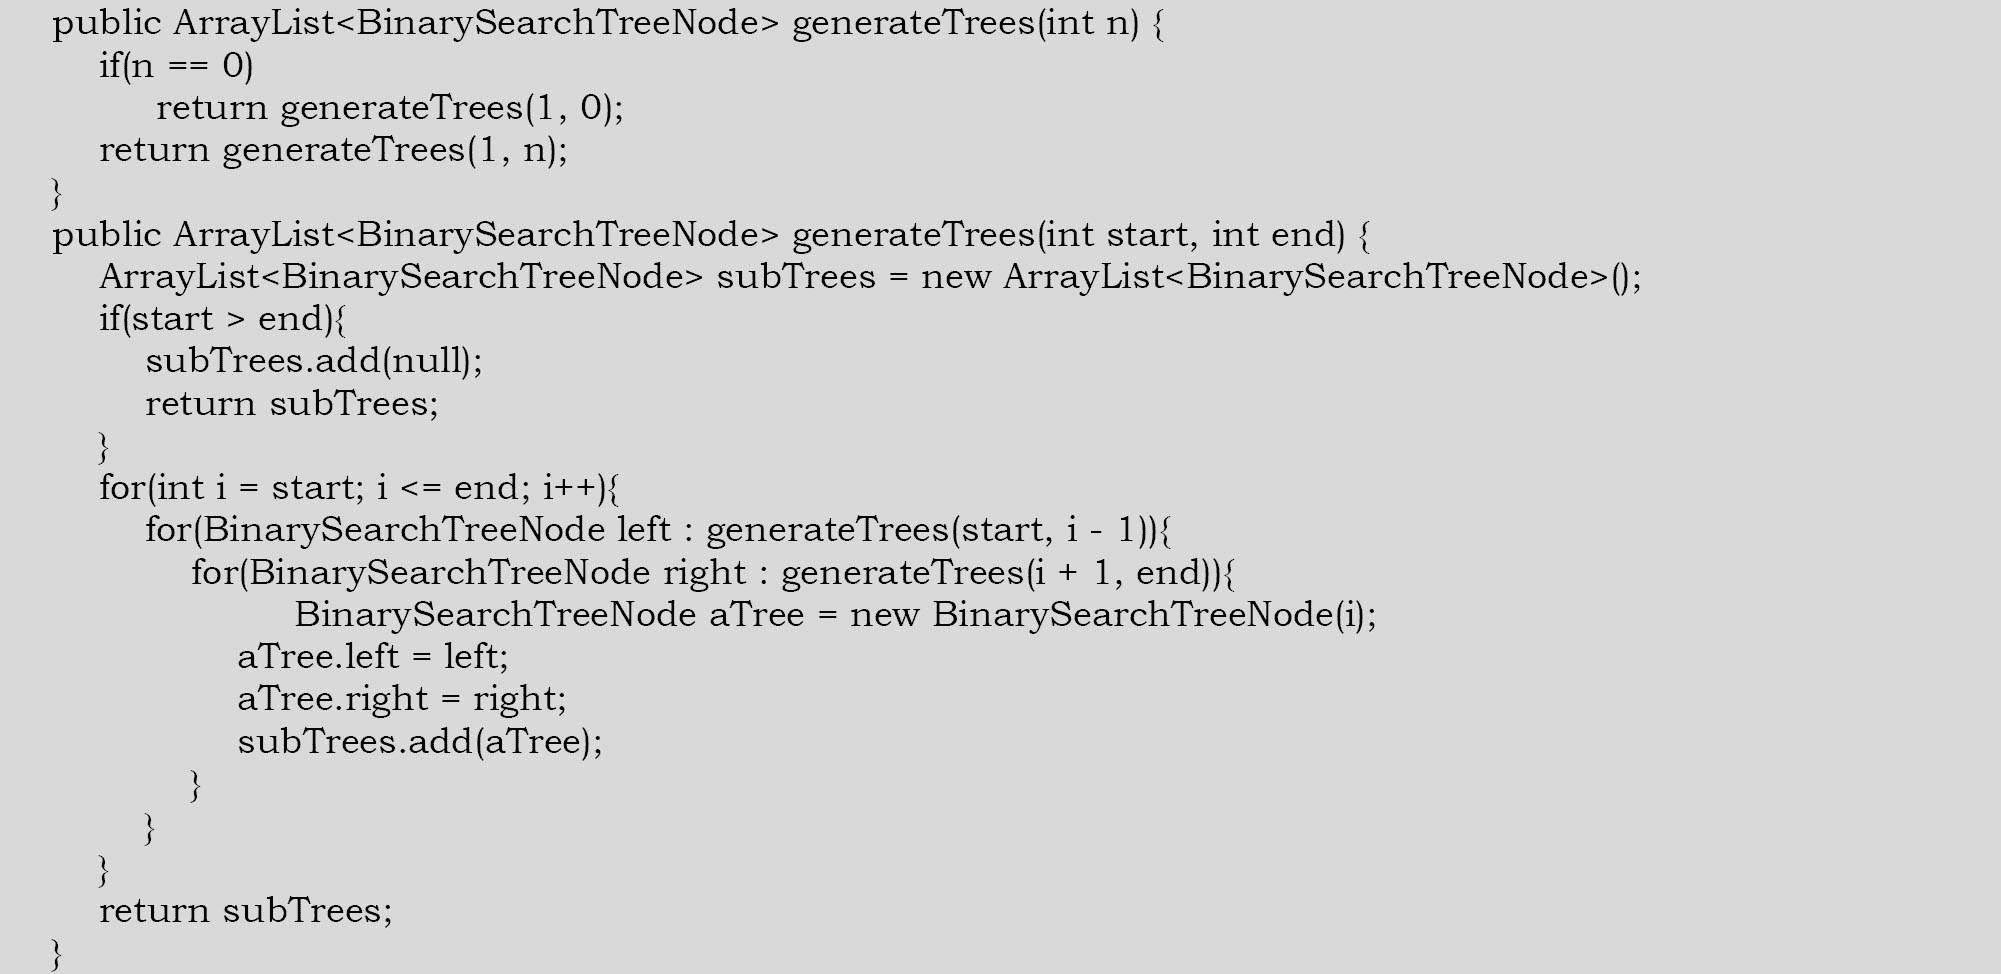 public ArrayList<BinarySearchTreeNode> generateTrees(int n) {
if(n == 0)
return generateTrees(1, 0);
return generateTrees(1, n);
}
public ArrayList<BinarySearchTreeNode> generateTrees(int start, int end) {
ArrayList<BinarySearchTreeNode> subTrees = new ArrayList<BinarySearchTreeNode>();
if(start > end){
subTrees.add(null);
return subTrees;
}
for(int i = start; i <= end; i++){
for(BinarySearchTreeNode left : generateTrees(start, i - 1)){
for(BinarySearchTreeNode right : generateTrees(i + 1, end)){
BinarySearchTreeNode aTree = new BinarySearchTreeNode(i);
aTree.left = left;
aTree.right = right;
subTrees.add(aTree);
}
}
}
return subTrees;
}